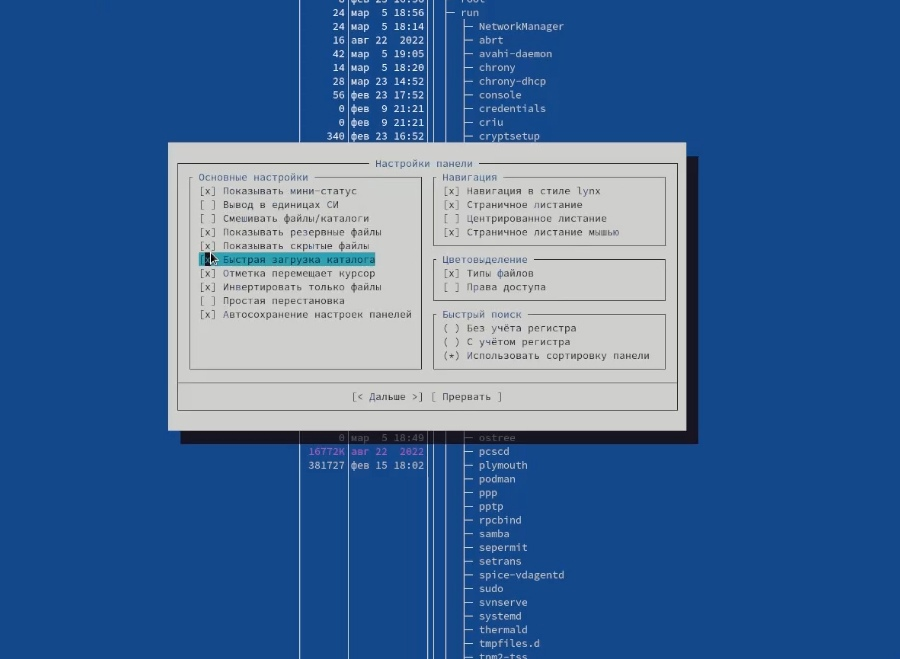 24 мар 5 18:56 run
24 мар 5 18:14 NetworkManager
16 авг 22 2022 abrt
42 мар 5 19:05 avahi-daemon
14 мар 5 18:20 chrony
28 мар 23 14:52 chrony-dhcp
56 фев 23 17:52 console
0 фев 9 21:21 credentials
0 фев 9 21:21 criu
340 фев 23 16:52 cryptsetup
Настройки панели
Основные настройки
[x] Показывать мини-статус
[ ] Вывод в единицах СИ
[ ] Смешивать файлы/каталоги
[x] Показывать резервные файлы
[x] Показывать скрытые файлы
[x] Быстрая загрузка каталога
[x] Отметка перемещает курсор
[x] Инвертировать только файлы
[ ] Простая перестановка
[x] Автосохранение настроек панелей
Навигация
[x] Навигация в стиле lynx
[x] Страничное листание
[ ] Центрированное листание
[x] Страничное листание мышью
Цветовыделение
[x] Типы файлов
[ ] Права доступа
Быстрый поиск
( ) Без учёта регистра
( ) С учётом регистра
(*) Использовать сортировку панели
[< Дальше >] [ Прервать ]
0 мар 5 18:49 ostree
16772K авг 22 2022 pcscd
381727 фев 15 18:02 plymouth
podman
ppp
pptp
rpcbind
samba
sepermit
setrans
spice-vdagentd
sudo
svnserve
systemd
thermald
tmpfiles.d
tpm2-tss